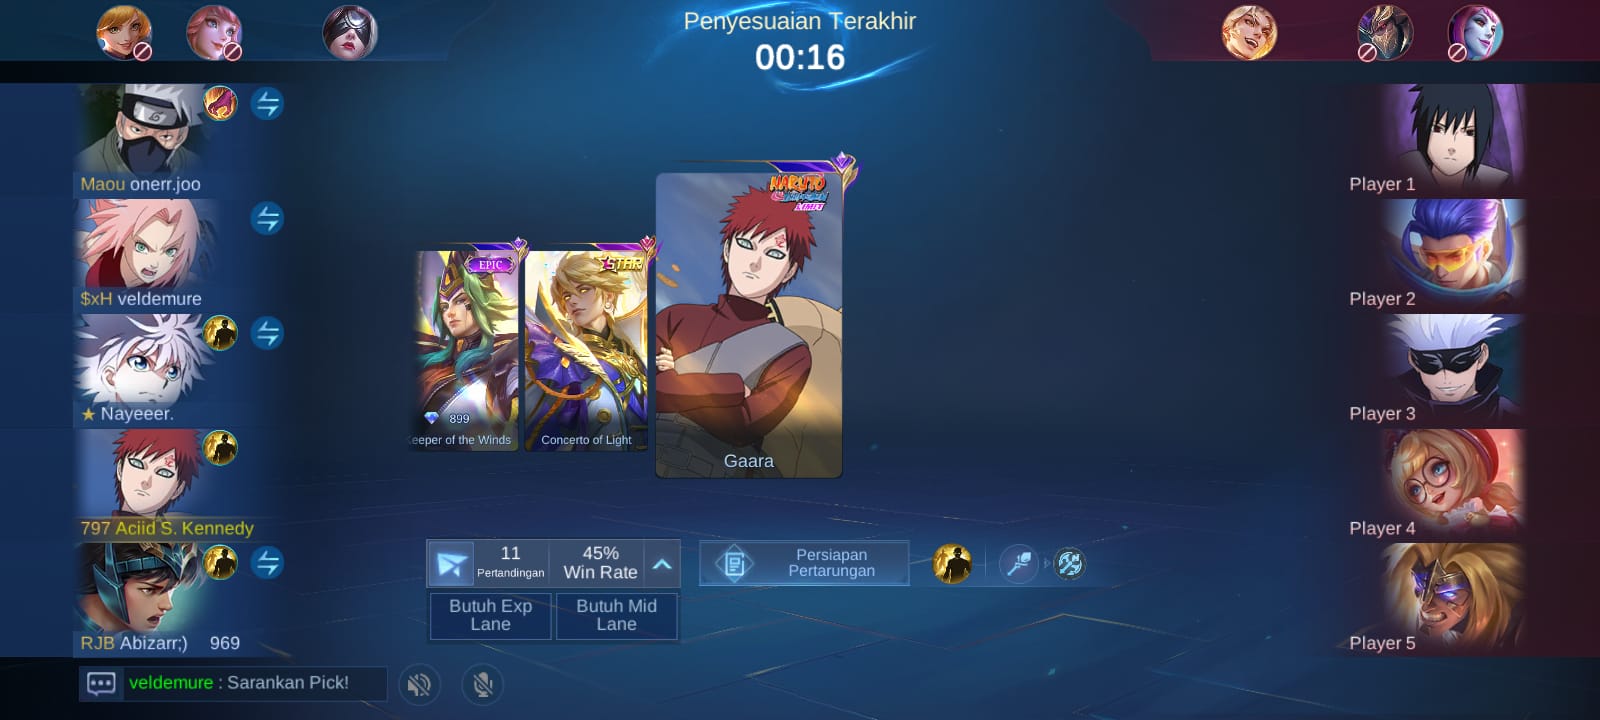 Penyesuaian Terakhir
00:16
Maou onerr.joo
$xH veldemure
★ Nayeeer.
797 Aciid S. Kennedy
RJB Abizarr;) 969
EPIC
899
Keeper of the Winds
STAR
Concerto of Light
NARUTO
Gaara
11
Pertandingan
45%
Win Rate
Butuh Exp
Lane
Butuh Mid
Lane
Persiapan
Pertarungan
Player 1
Player 2
Player 3
Player 4
Player 5
veldemure : Sarankan Pick!